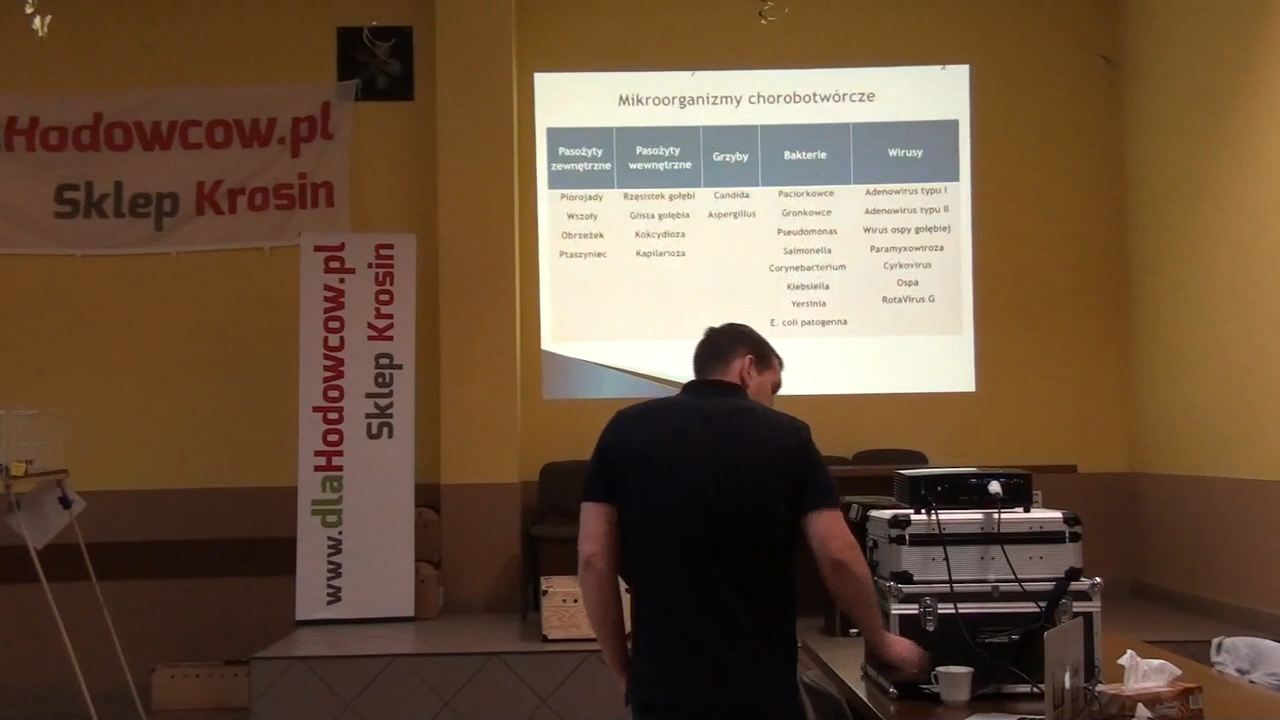 Hodowcow.pl
Sklep Krosin
www.dlaHodowcow.pl
Sklep Krosin
Mikroorganizmy chorobotwórcze
Pasożyty zewnętrzne
Pasożyty wewnętrzne
Grzyby
Bakterie
Wirusy
Piórojady
Rzęsistek gołębi
Candida
Paciorkowce
Adenowirus typu I
Wszoły
Glista gołębia
Aspergillus
Gronkowce
Adenowirus typu II
Obrzeżek
Kokcydioza
Pseudomonas
Wirus ospy gołębiej
Ptaszyniec
Kapilarioza
Salmonella
Paramyxowiroza
Corynebacterium
Cyrkovirus
Klebsiella
Ospa
Yersinia
RotaVirus G
E. coli patogenna